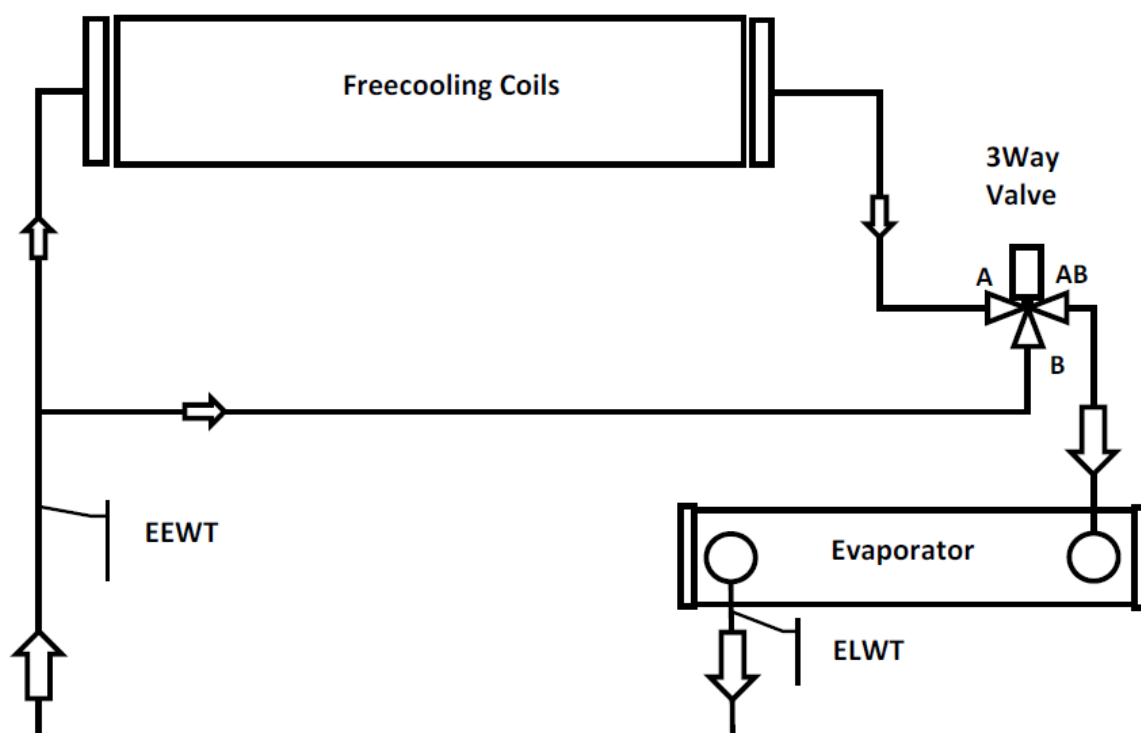 Freecooling Coils
3Way
Valve
A
AB
B
EEWT
Evaporator
ELWT